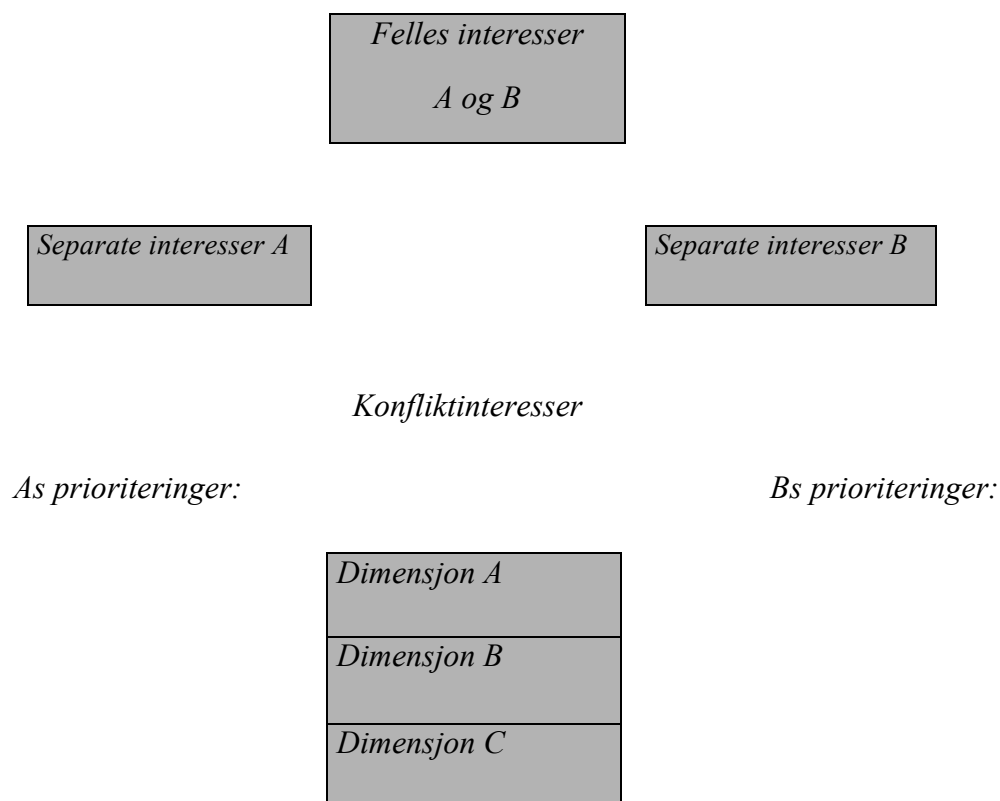 Felles interesser
A og B
Separate interesser A
Separate interesser B
Konfliktinteresser
As prioriteringer:
Bs prioriteringer:
Dimensjon A
Dimensjon B
Dimensjon C